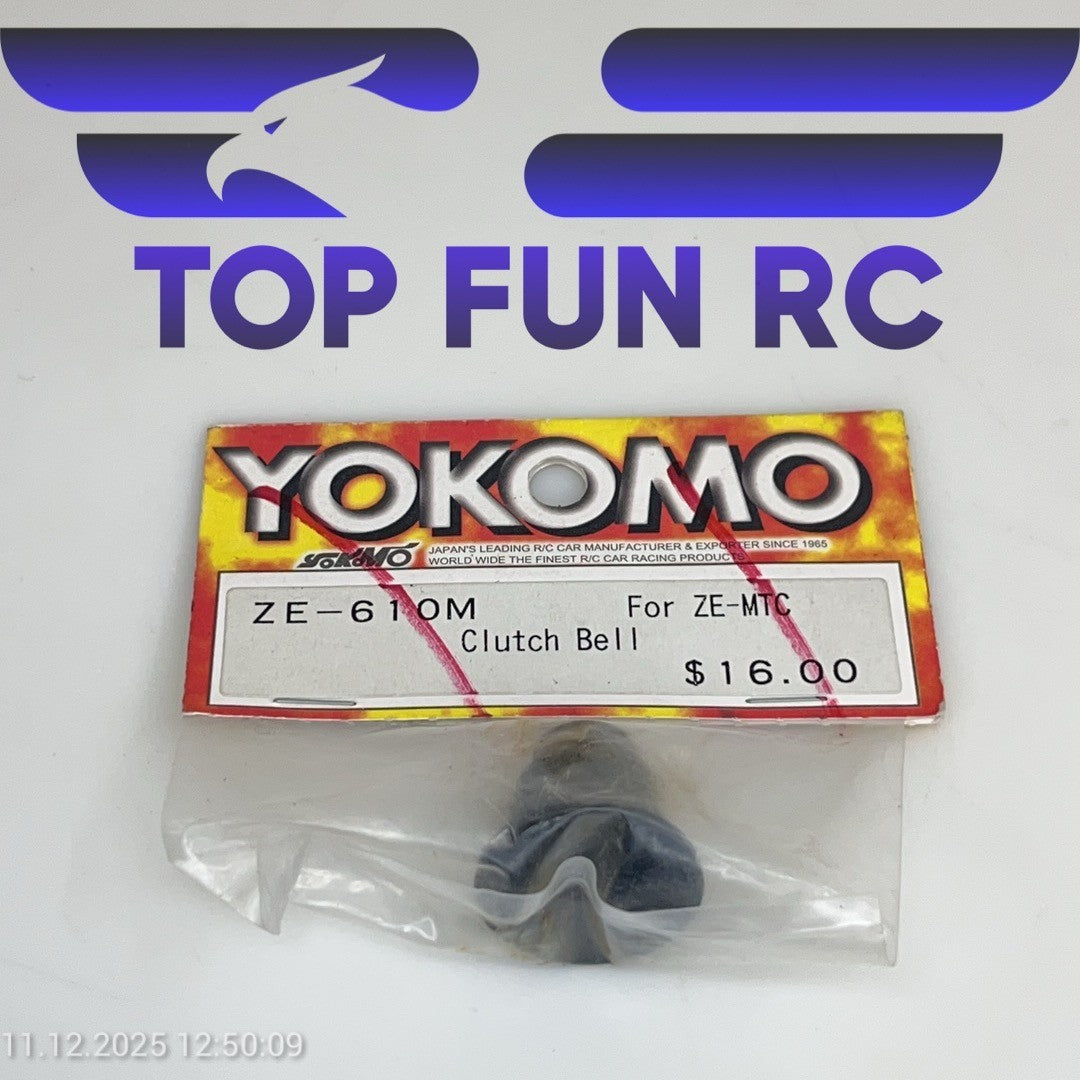 TOP FUN RC
YOKOMO
YOKOMO
JAPAN'S LEADING R/C CAR MANUFACTURER & EXPORTER SINCE 1965
WORLD WIDE THE FINEST R/C CAR RACING PRODUCTS
ZE-610M For ZE-MTC
Clutch Bell
$16.00
11.12.2025 12:50:09